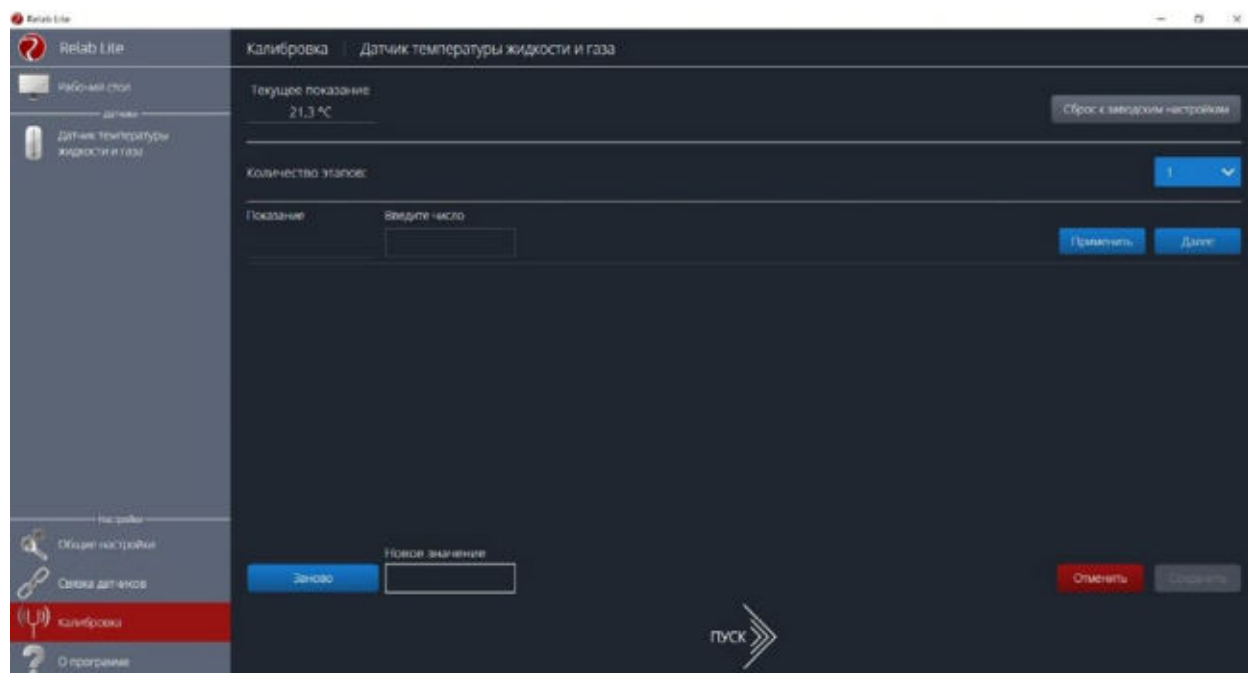 Relab Lite
Relab Lite
Калибровка
Датчик температуры жидкости и газа
Рабочий стол
Датчики
Датчик температуры
жидкости и газа
Текущее показание
21,3 °C
Сброс к заводским настройкам
Количество этапов:
1
Показание
Введите число
Применить
Далее
Настройки
Общие настройки
Связка датчиков
Калибровка
О программе
Новое значение
Заново
Отменить
Сохранить
ПУСК